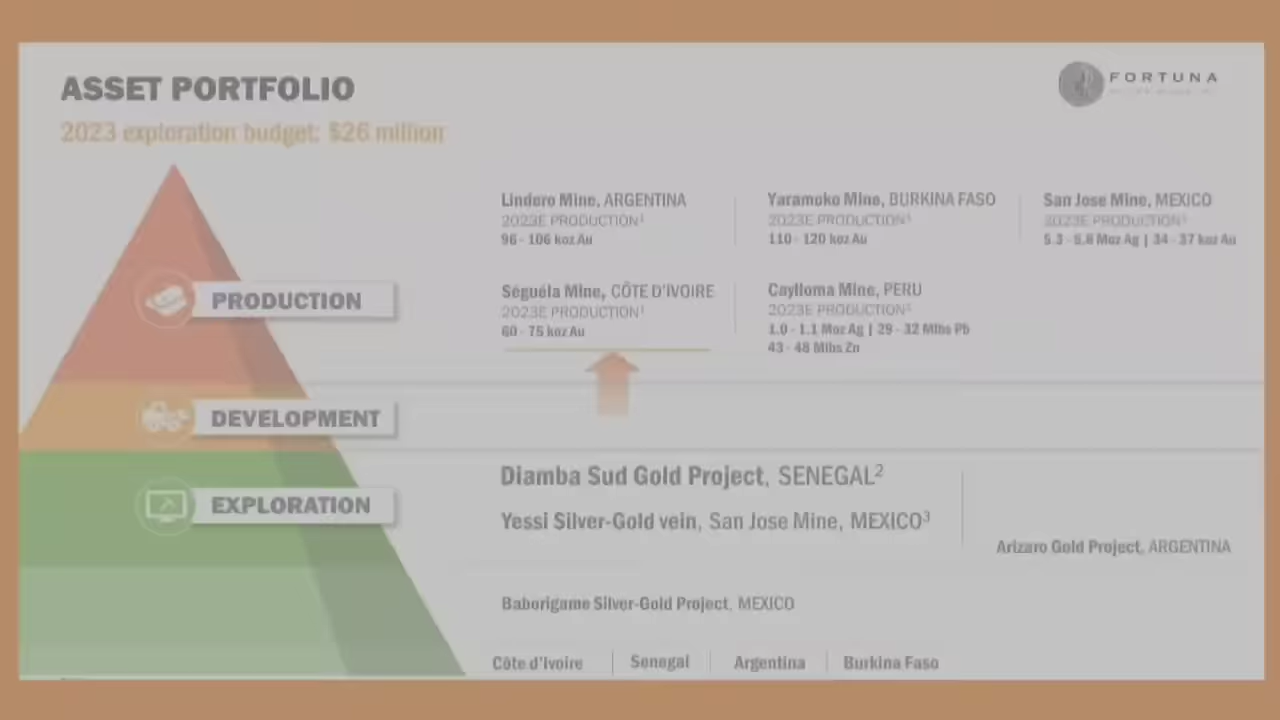 ASSET PORTFOLIO
2023 exploration budget: $26 million
FORTUNA
Lindero Mine, ARGENTINA
2023E PRODUCTION¹
96 - 106 koz Au
Yaramoko Mine, BURKINA FASO
2023E PRODUCTION¹
110 - 120 koz Au
San Jose Mine, MEXICO
2023E PRODUCTION¹
5.3 - 5.8 Moz Ag | 34 - 37 koz Au
PRODUCTION
Séguéla Mine, CÔTE D'IVOIRE
2023E PRODUCTION¹
60 - 75 koz Au
Caylloma Mine, PERU
2023E PRODUCTION¹
1.0 - 1.1 Moz Ag | 29 - 32 Mlbs Pb
43 - 48 Mlbs Zn
DEVELOPMENT
EXPLORATION
Diamba Sud Gold Project, SENEGAL²
Yessi Silver-Gold vein, San Jose Mine, MEXICO³
Arizaro Gold Project, ARGENTINA
Baborigame Silver-Gold Project, MEXICO
Côte d'Ivoire
Senegal
Argentina
Burkina Faso